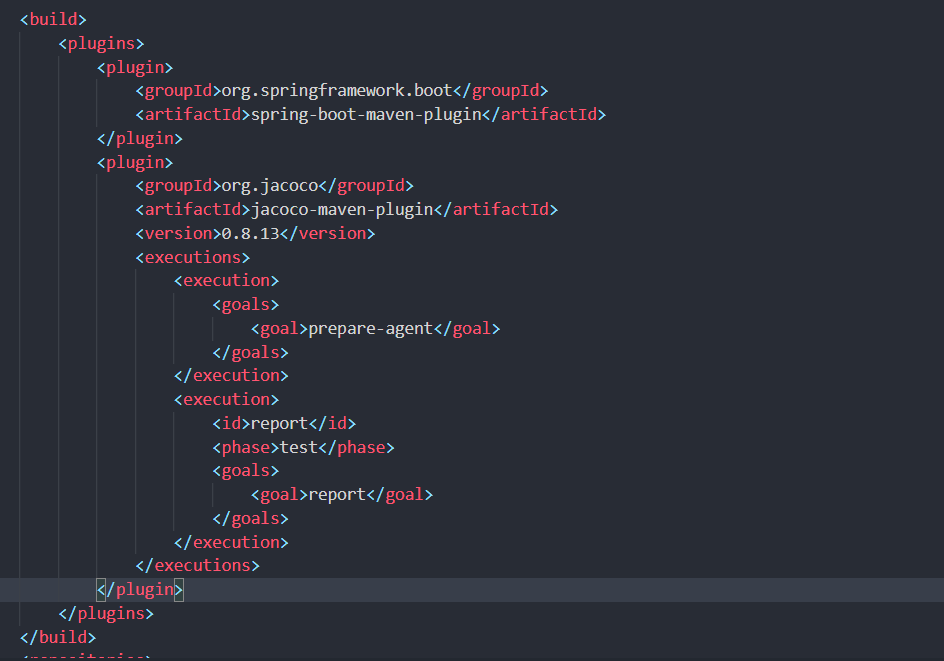 <build>
<plugins>
<plugin>
<groupId>org.springframework.boot</groupId>
<artifactId>spring-boot-maven-plugin</artifactId>
</plugin>
<plugin>
<groupId>org.jacoco</groupId>
<artifactId>jacoco-maven-plugin</artifactId>
<version>0.8.13</version>
<executions>
<execution>
<goals>
<goal>prepare-agent</goal>
</goals>
</execution>
<execution>
<id>report</id>
<phase>test</phase>
<goals>
<goal>report</goal>
</goals>
</execution>
</executions>
</plugin>
</plugins>
</build>